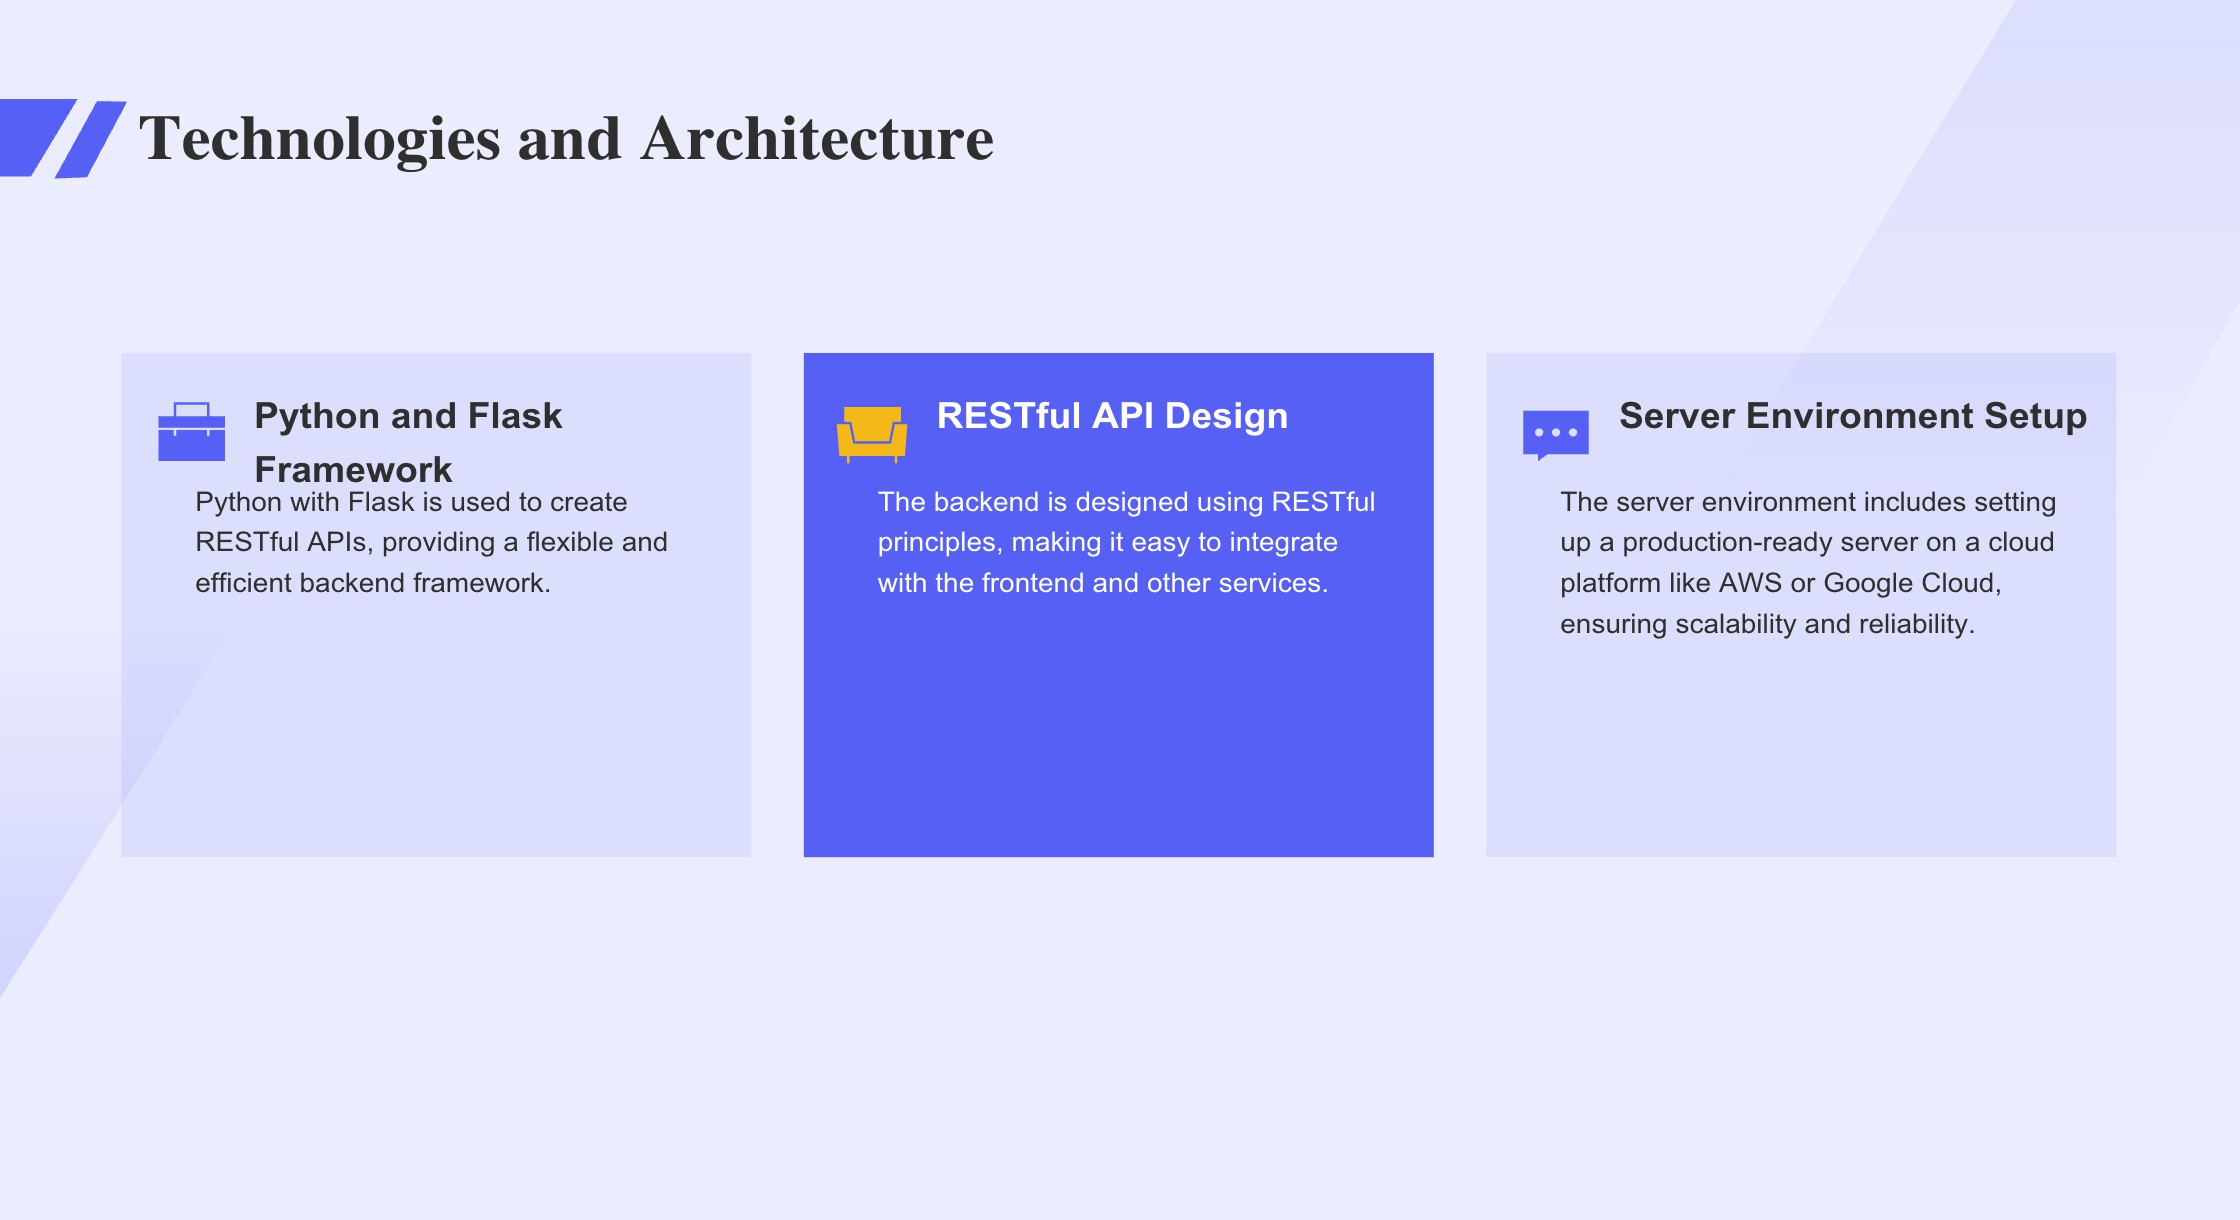 Technologies and Architecture
Python and Flask
Framework
Python with Flask is used to create
RESTful APIs, providing a flexible and
efficient backend framework.
RESTful API Design
The backend is designed using RESTful
principles, making it easy to integrate
with the frontend and other services.
Server Environment Setup
The server environment includes setting
up a production-ready server on a cloud
platform like AWS or Google Cloud,
ensuring scalability and reliability.